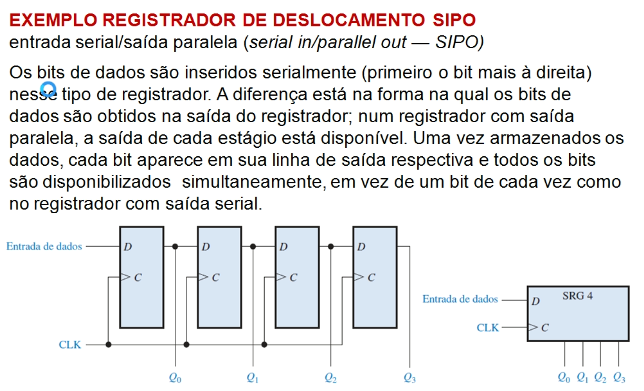 EXEMPLO REGISTRADOR DE DESLOCAMENTO SIPO
entrada serial/saída paralela (serial in/parallel out — SIPO)
Os bits de dados são inseridos serialmente (primeiro o bit mais à direita)
nesse tipo de registrador. A diferença está na forma na qual os bits de
dados são obtidos na saída do registrador; num registrador com saída
paralela, a saída de cada estágio está disponível. Uma vez armazenados os
dados, cada bit aparece em sua linha de saída respectiva e todos os bits
são disponibilizados simultaneamente, em vez de um bit de cada vez como
no registrador com saída serial.
Entrada de dados D D D D
C C C C
CLK
Q0 Q1 Q2 Q3
SRG 4
Entrada de dados D
CLK C
Q0 Q1 Q2 Q3